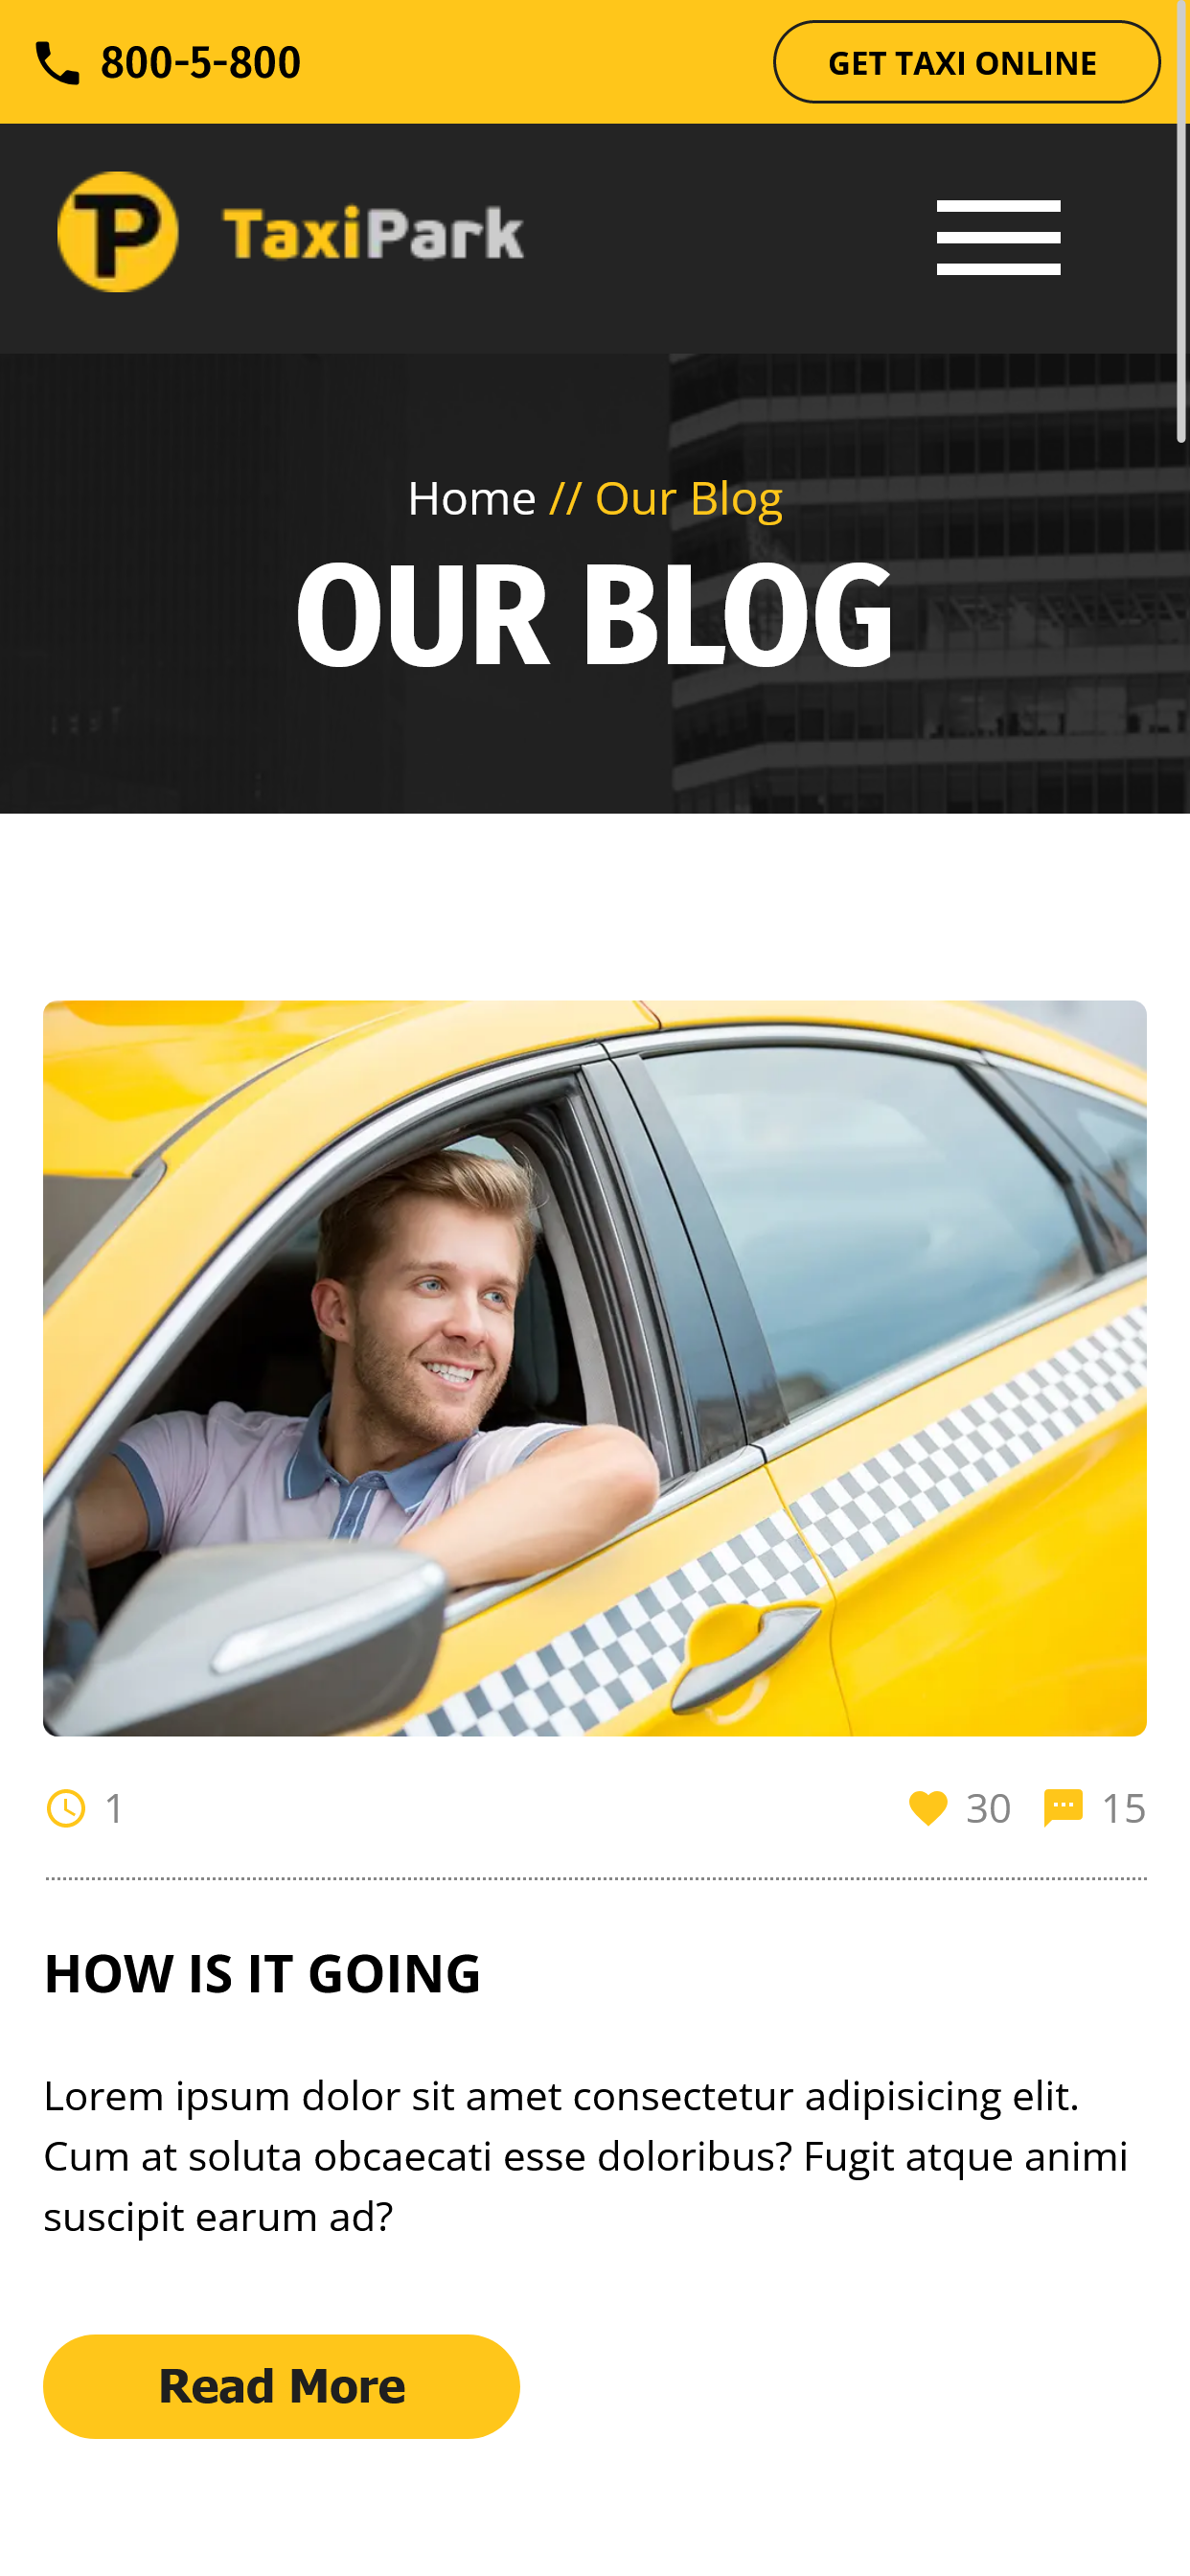 800-5-800
GET TAXI ONLINE
TP
TaxiPark
Home // Our Blog
OUR BLOG
1
30
15
HOW IS IT GOING
Lorem ipsum dolor sit amet consectetur adipisicing elit.
Cum at soluta obcaecati esse doloribus? Fugit atque animi
suscipit earum ad?
Read More